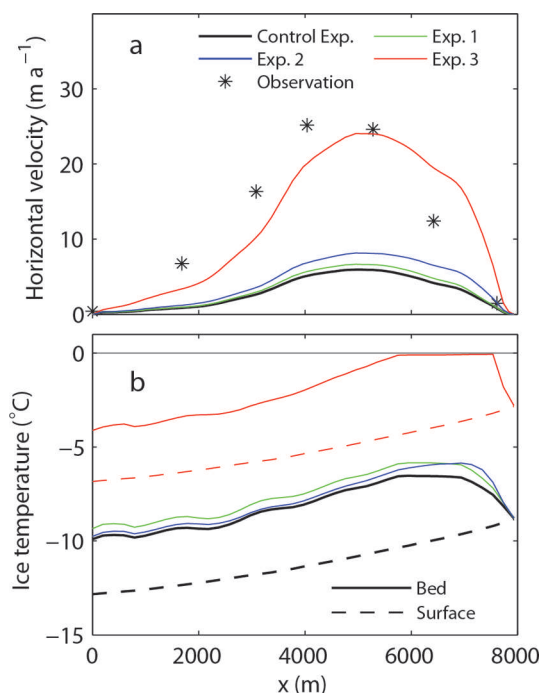 a
Control Exp.
Exp. 1
Exp. 2
Exp. 3
Observation
Horizontal velocity (m a⁻¹)
30
20
10
0
b
Ice temperature (°C)
0
−5
−10
−15
Bed
Surface
0
2000
4000
6000
8000
x (m)